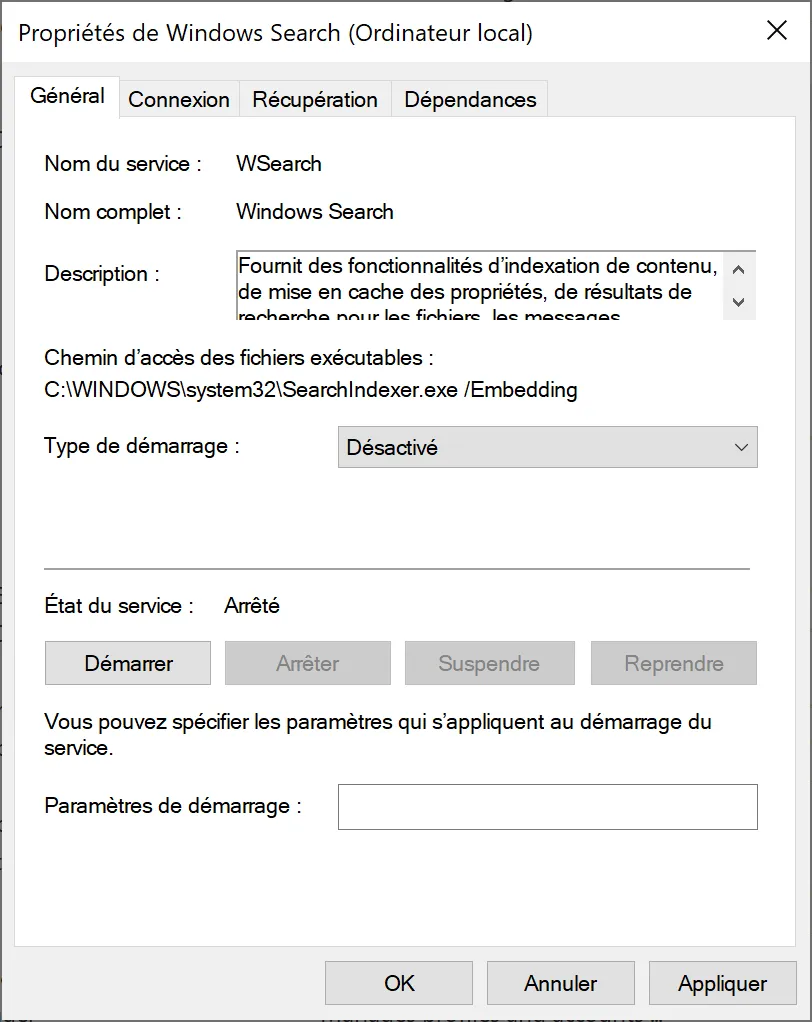 Propriétés de Windows Search (Ordinateur local)
Général Connexion Récupération Dépendances
Nom du service : WSearch
Nom complet : Windows Search
Description : Fournit des fonctionnalités d’indexation de contenu,
de mise en cache des propriétés, de résultats de
recherche pour les fichiers, les messages
Chemin d’accès des fichiers exécutables :
C:\WINDOWS\system32\SearchIndexer.exe /Embedding
Type de démarrage : Désactivé
État du service : Arrêté
Démarrer Arrêter Suspendre Reprendre
Vous pouvez spécifier les paramètres qui s’appliquent au démarrage du
service.
Paramètres de démarrage :
OK Annuler Appliquer